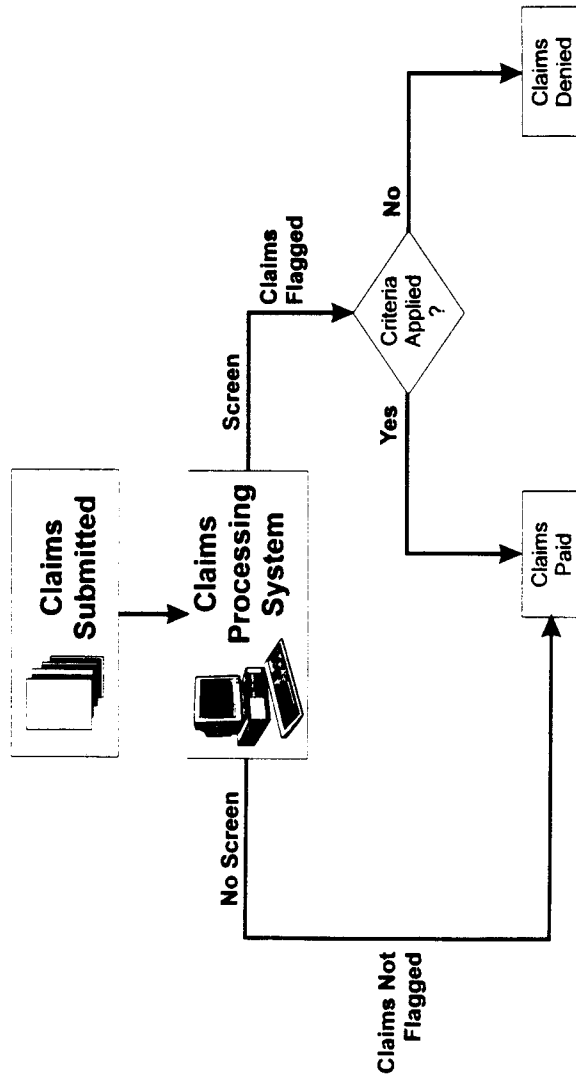 Claims
Submitted
Claims
Processing
System
No Screen
Screen
Claims Not
Flagged
Claims
Flagged
Criteria
Applied
?
Yes
No
Claims
Paid
Claims
Denied